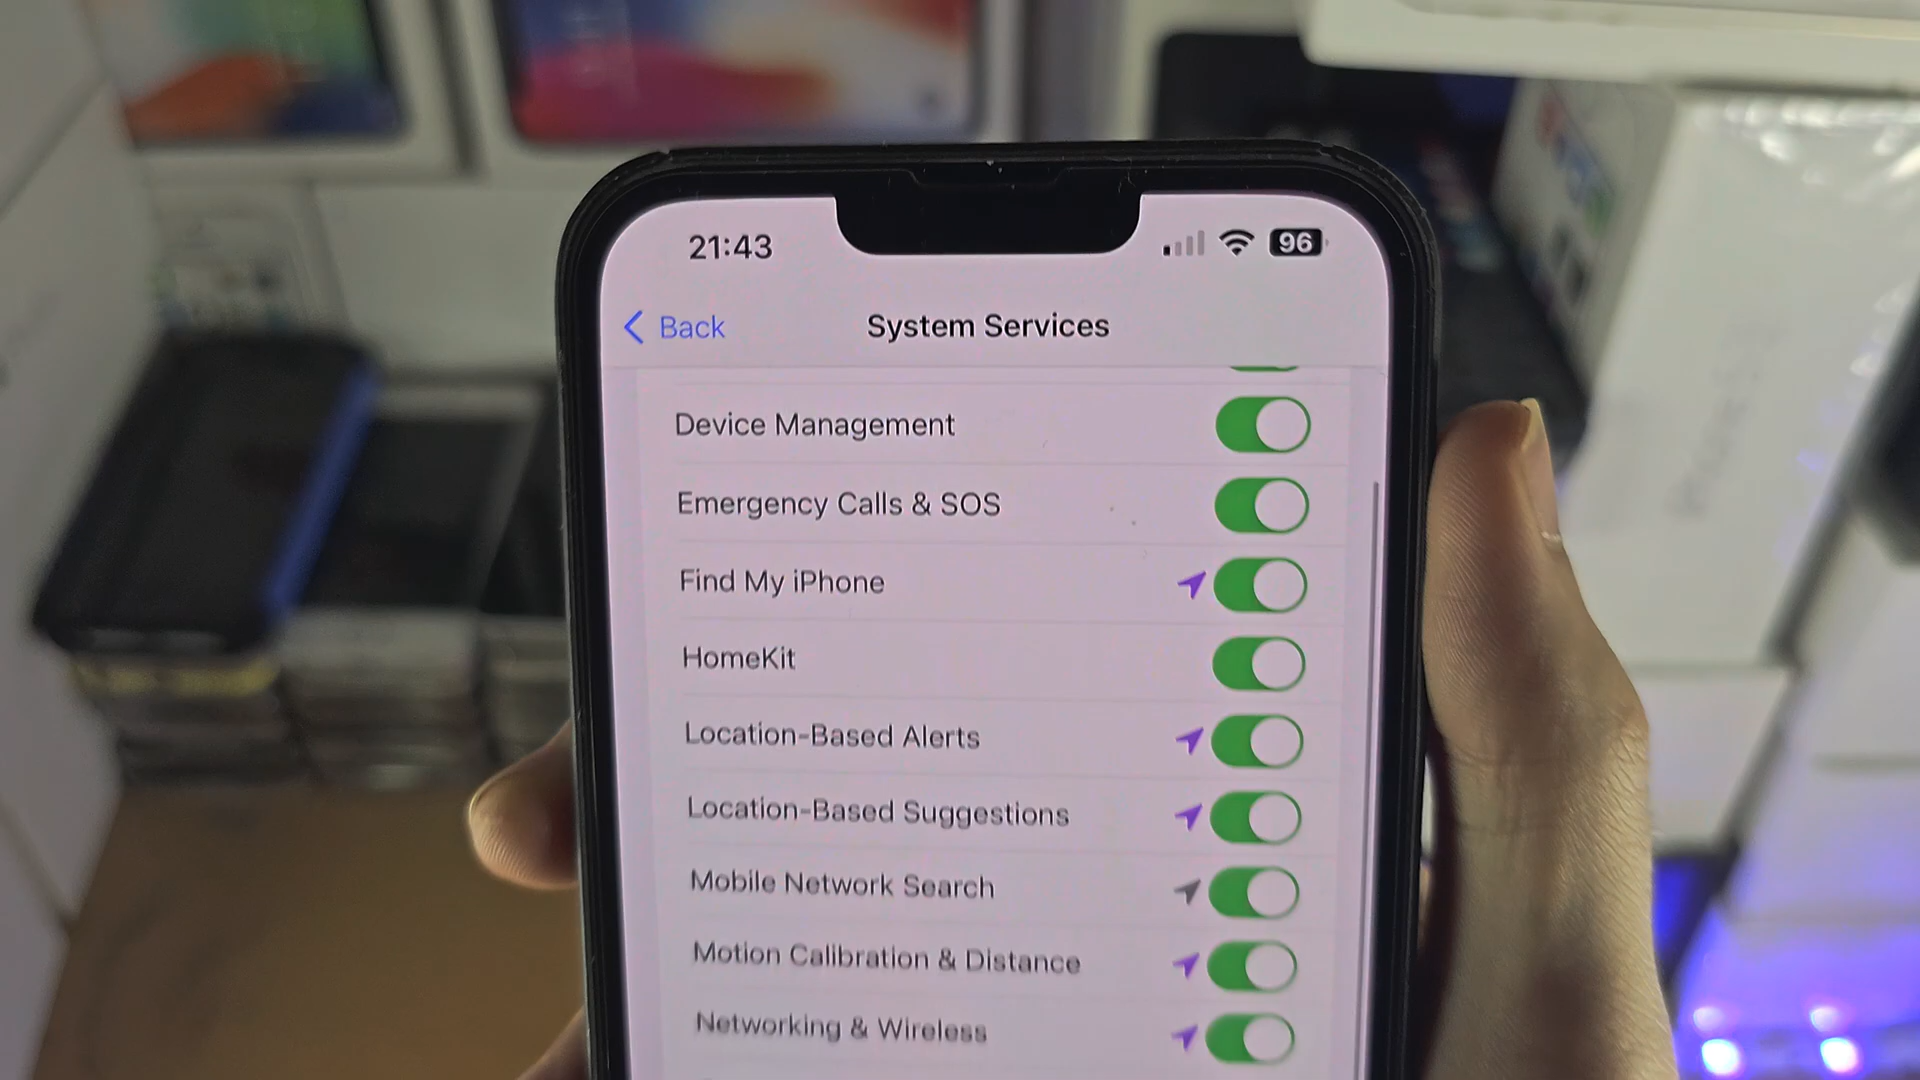 21:43
96
Back
System Services
Device Management
Emergency Calls & SOS
Find My iPhone
HomeKit
Location-Based Alerts
Location-Based Suggestions
Mobile Network Search
Motion Calibration & Distance
Networking & Wireless